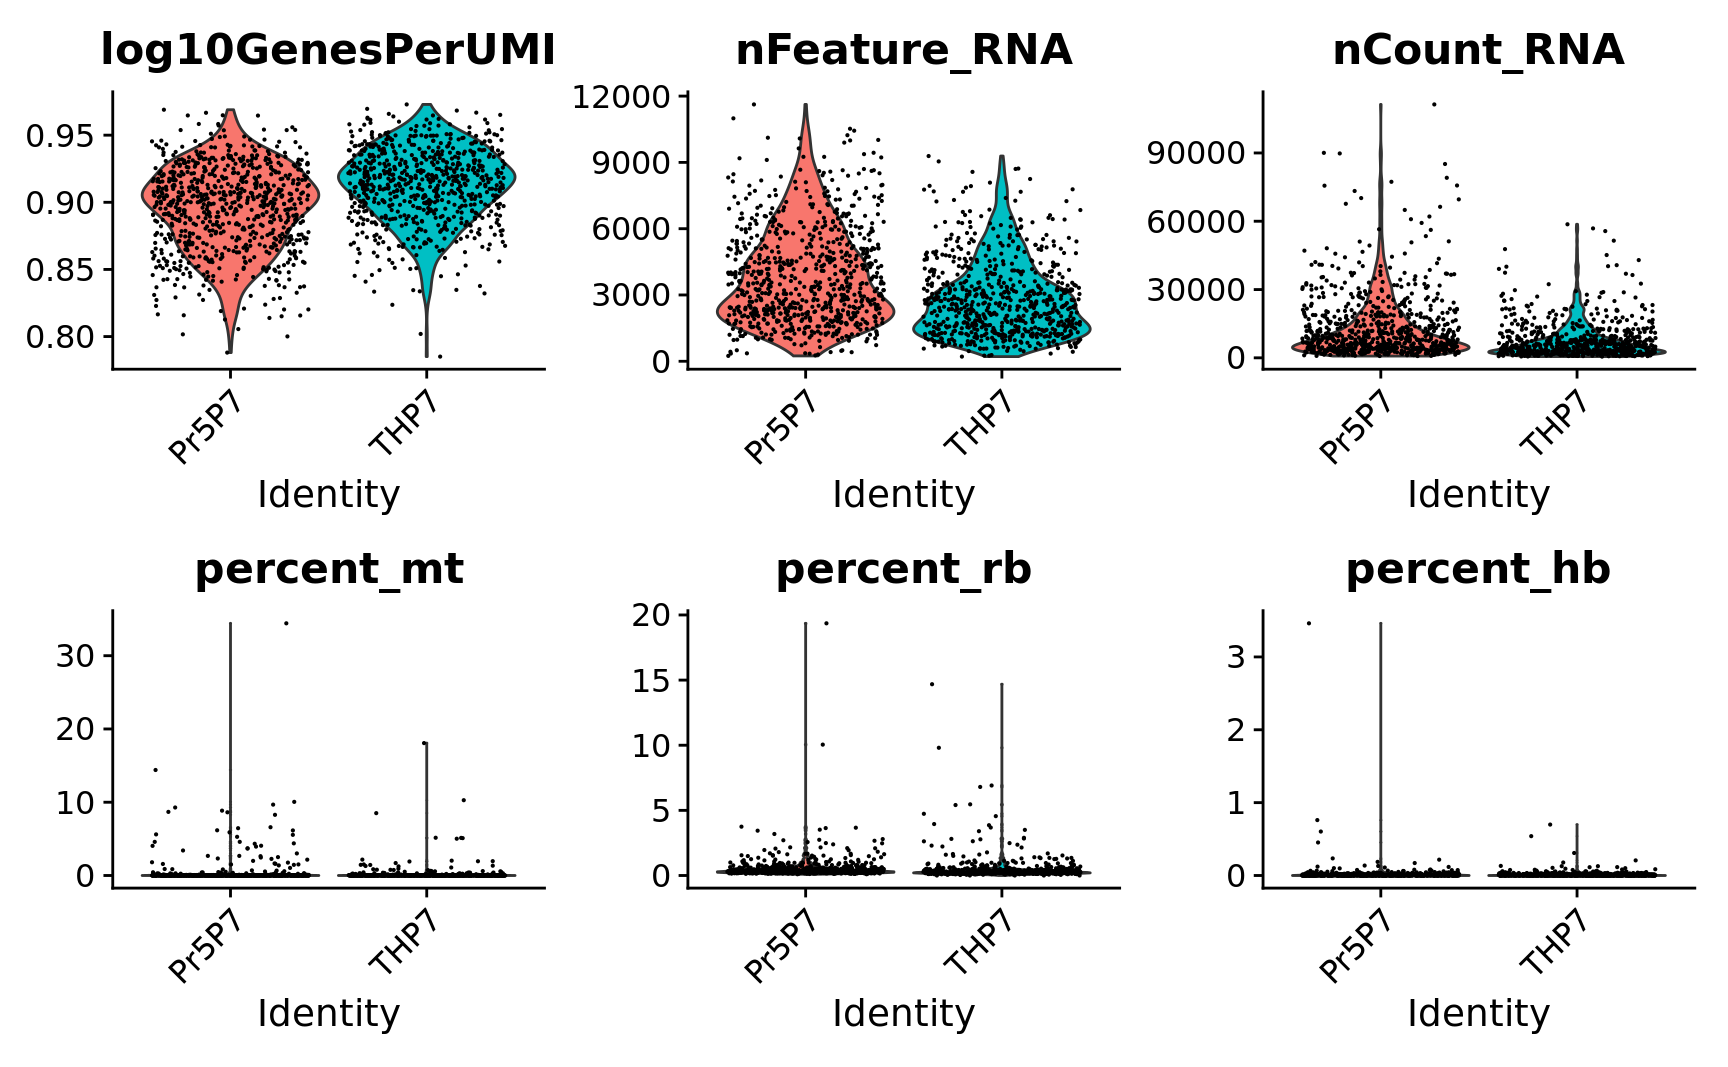 log10GenesPerUMI
0.95
0.90
0.85
0.80
Pr5P7
THP7
Identity
nFeature_RNA
12000
9000
6000
3000
0
Pr5P7
THP7
Identity
nCount_RNA
90000
60000
30000
0
Pr5P7
THP7
Identity
percent_mt
30
20
10
0
Pr5P7
THP7
Identity
percent_rb
20
15
10
5
0
Pr5P7
THP7
Identity
percent_hb
3
2
1
0
Pr5P7
THP7
Identity